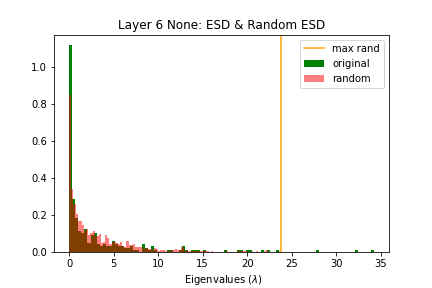 Layer 6 None: ESD & Random ESD
max rand
original
random
1.0
0.8
0.6
0.4
0.2
0.0
0 5 10 15 20 25 30 35
Eigenvalues (λ)